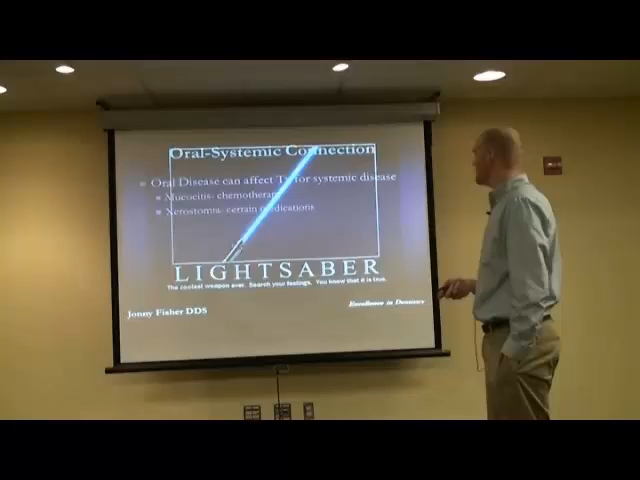 Oral-Systemic Connection
Oral Disease can affect Tx for systemic disease
Mucocitis- chemotherapy
Xerostomia- certain medications
LIGHTSABER
The coolest weapon ever. Search your feelings. You know that it is true.
Jonny Fisher DDS
Excellence in Dentistry